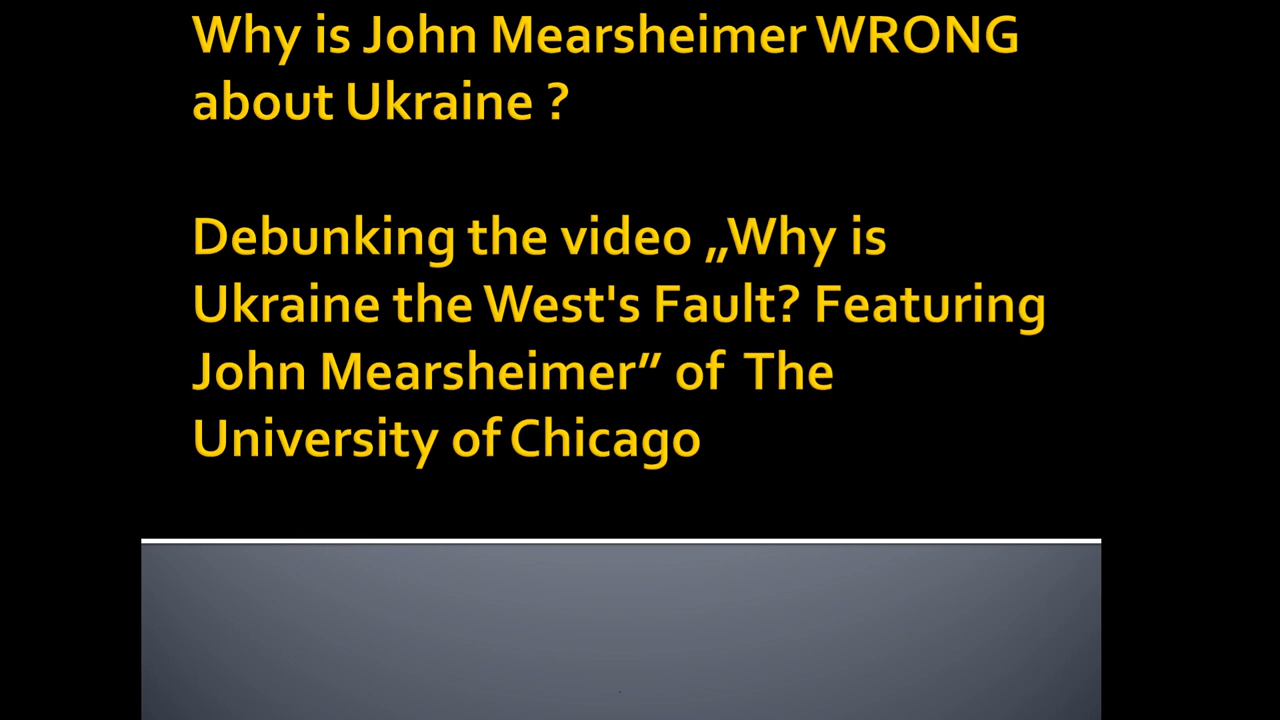 Why is John Mearsheimer WRONG
about Ukraine ?
Debunking the video „Why is
Ukraine the West's Fault? Featuring
John Mearsheimer” of The
University of Chicago